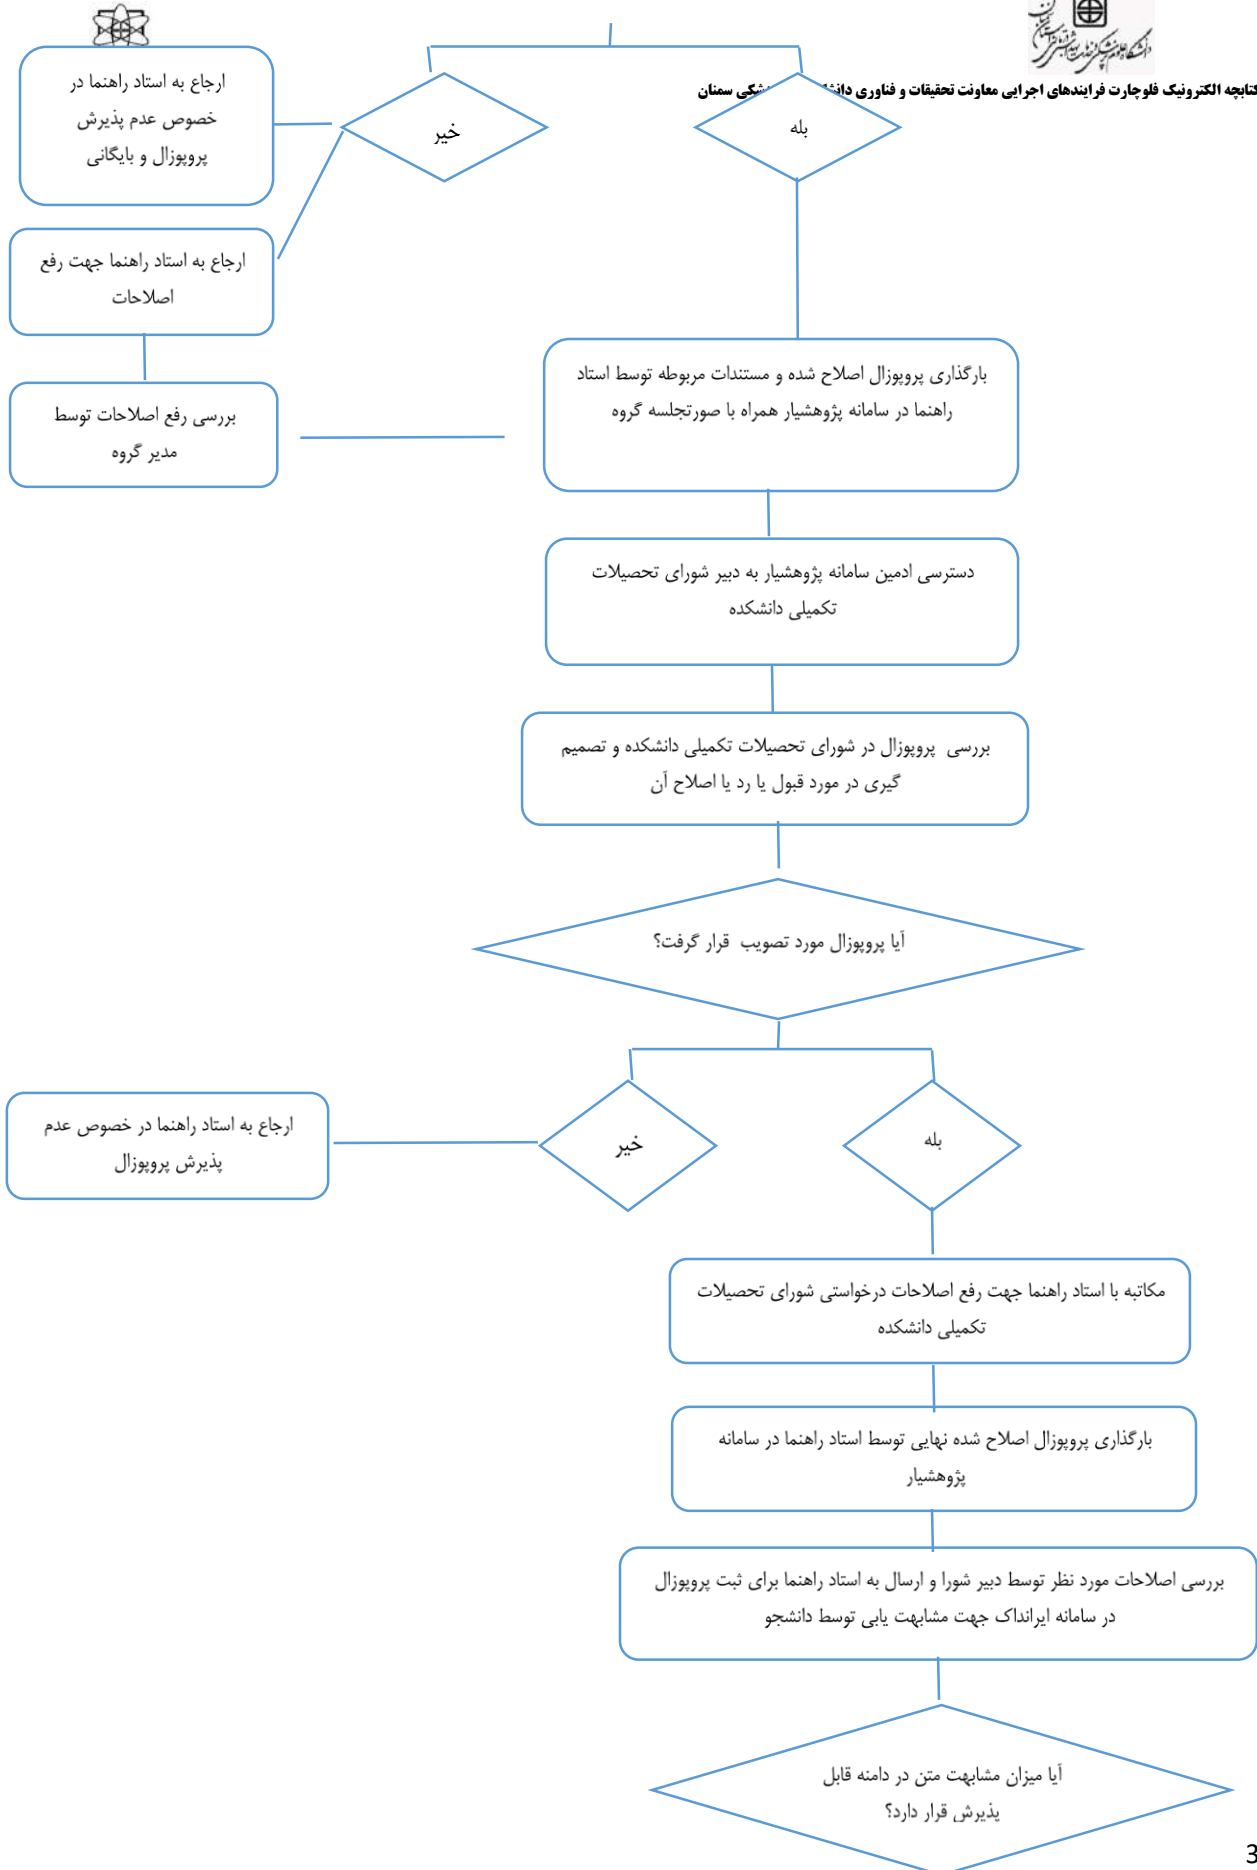 کتابچه الکترونیک فلوچارت فرایندهای اجرایی معاونت تحقیقات و فناوری
سمنان
بله
خیر
ارجاع به استاد راهنما در
خصوص عدم پذیرش
پروپوزال و بایگانی
ارجاع به استاد راهنما جهت رفع
اصلاحات
بررسی رفع اصلاحات توسط
مدیر گروه
بارگذاری پروپوزال اصلاح شده و مستندات مربوطه توسط استاد
راهنما در سامانه پژوهشیار همراه با صورتجلسه گروه
دسترسی ادمین سامانه پژوهشیار به دبیر شورای تحصیلات
تکمیلی دانشکده
بررسی پروپوزال در شورای تحصیلات تکمیلی دانشکده و تصمیم
گیری در مورد قبول یا رد یا اصلاح آن
آیا پروپوزال مورد تصویب قرار گرفت؟
بله
خیر
ارجاع به استاد راهنما در خصوص عدم
پذیرش پروپوزال
مکاتبه با استاد راهنما جهت رفع اصلاحات درخواستی شورای تحصیلات
تکمیلی دانشکده
بارگذاری پروپوزال اصلاح شده نهایی توسط استاد راهنما در سامانه
پژوهشیار
بررسی اصلاحات مورد نظر توسط دبیر شورا و ارسال به استاد راهنما برای ثبت پروپوزال
در سامانه ایرانداک جهت مشابهت یابی توسط دانشجو
آیا میزان مشابهت متن در دامنه قابل
پذیرش قرار دارد؟
3